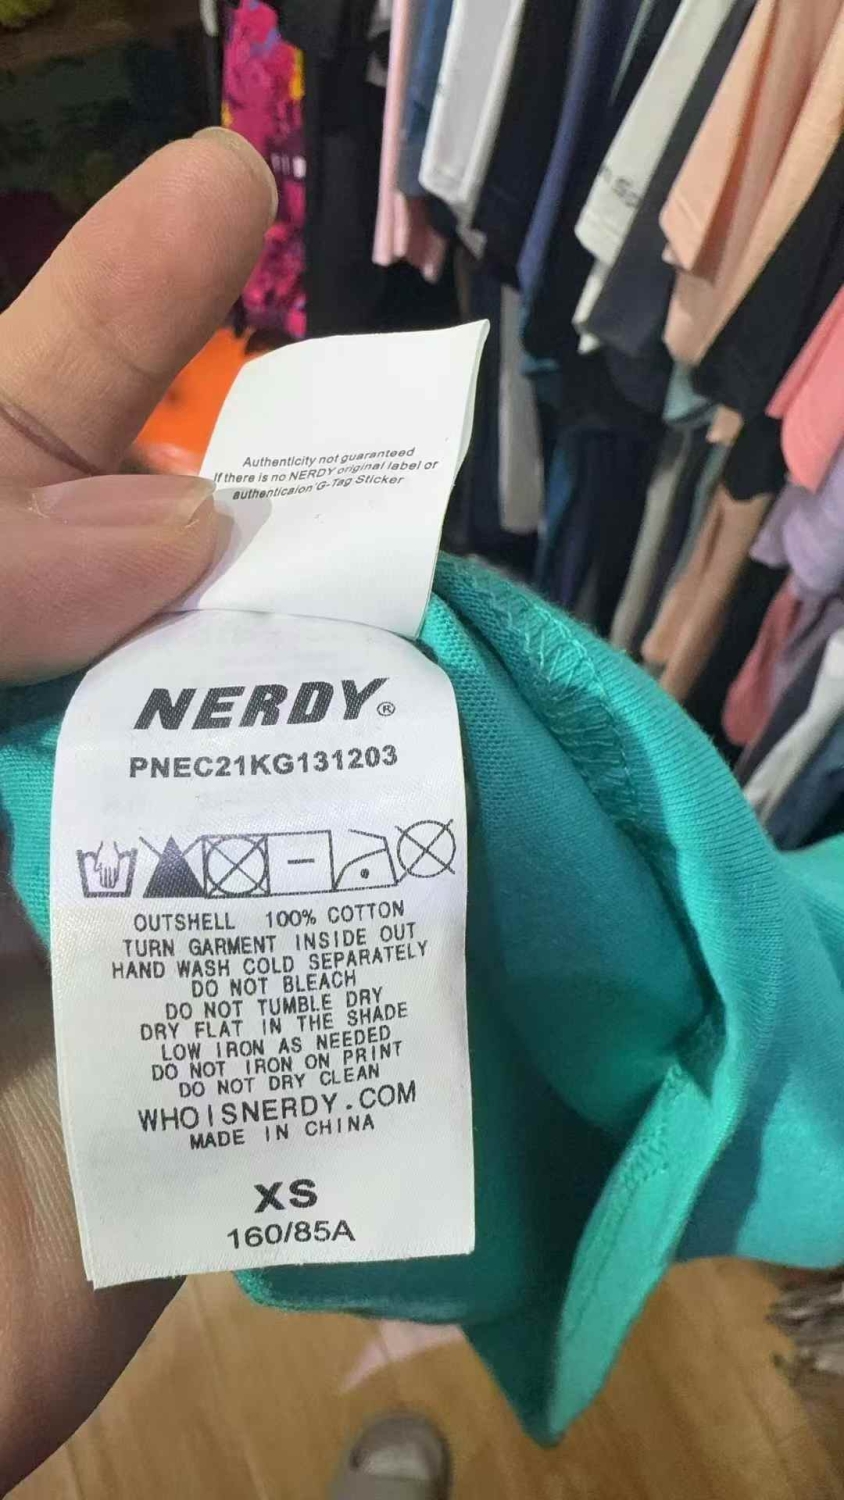 Authenticity not guaranteed
If there is no NERDY original label or
authenticaion G-Tag Sticker
NERDY®
PNEC21KG131203
OUTSHELL 100% COTTON
TURN GARMENT INSIDE OUT
HAND WASH COLD SEPARATELY
DO NOT BLEACH
DO NOT TUMBLE DRY
DRY FLAT IN THE SHADE
LOW IRON AS NEEDED
DO NOT IRON ON PRINT
DO NOT DRY CLEAN
WHOISNERDY.COM
MADE IN CHINA
XS
160/85A